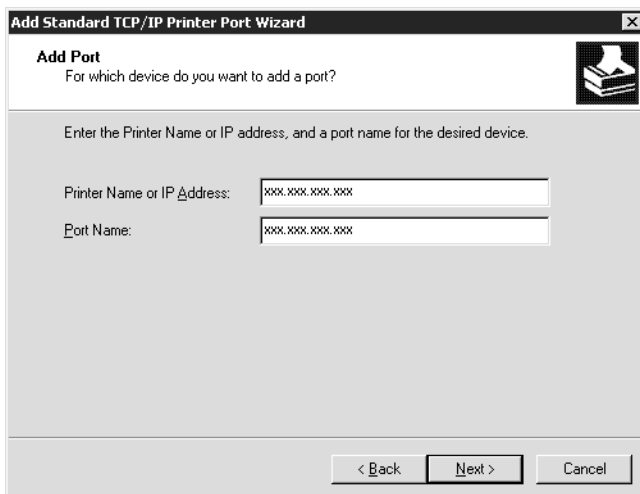 Add Standard TCP/IP Printer Port Wizard
Add Port
For which device do you want to add a port?
Enter the Printer Name or IP address, and a port name for the desired device.
Printer Name or IP Address: xxx.xxx.xxx.xxx
Port Name: xxx.xxx.xxx.xxx
< Back Next > Cancel